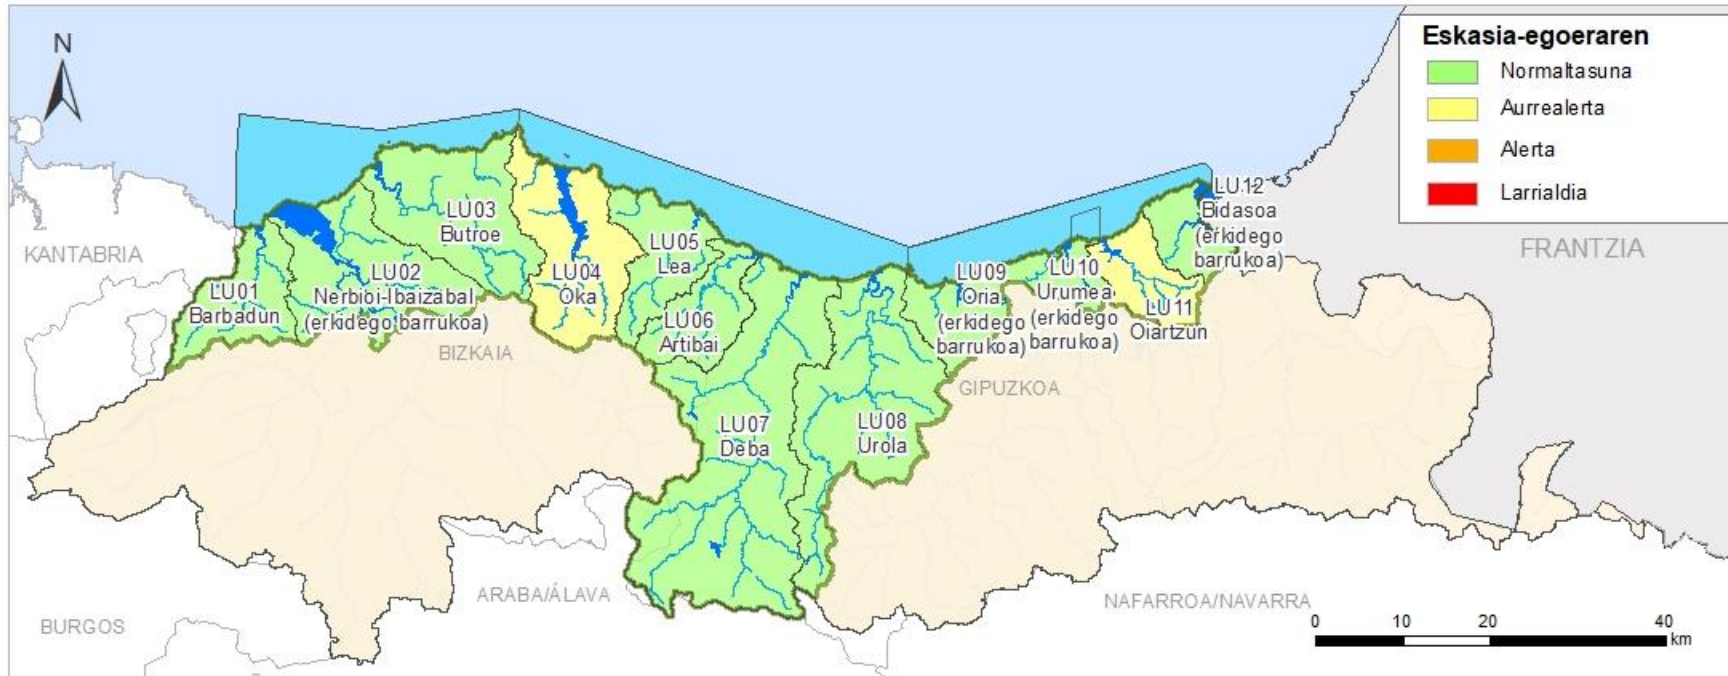 N
Eskasia-egoeraren
Normaltasuna
Aurrealerta
Alerta
Larrialdia
KANTABRIA
LU01
Barbadun
LU02
Nerbioi-Ibaizabal
(erkidego barrukoa)
LU03
Butroe
LU04
Oka
LU05
Lea
LU06
Artibai
LU07
Deba
LU08
Urola
LU09
Oria
(erkidego
barrukoa)
LU10
Urumea
(erkidego
barrukoa)
LU11
Oiartzun
LU12
Bidasoa
(erkidego
barrukoa)
FRANTZIA
BIZKAIA
GIPUZKOA
ARABA/ÁLAVA
NAFARROA/NAVARRA
BURGOS
0 10 20 40
km